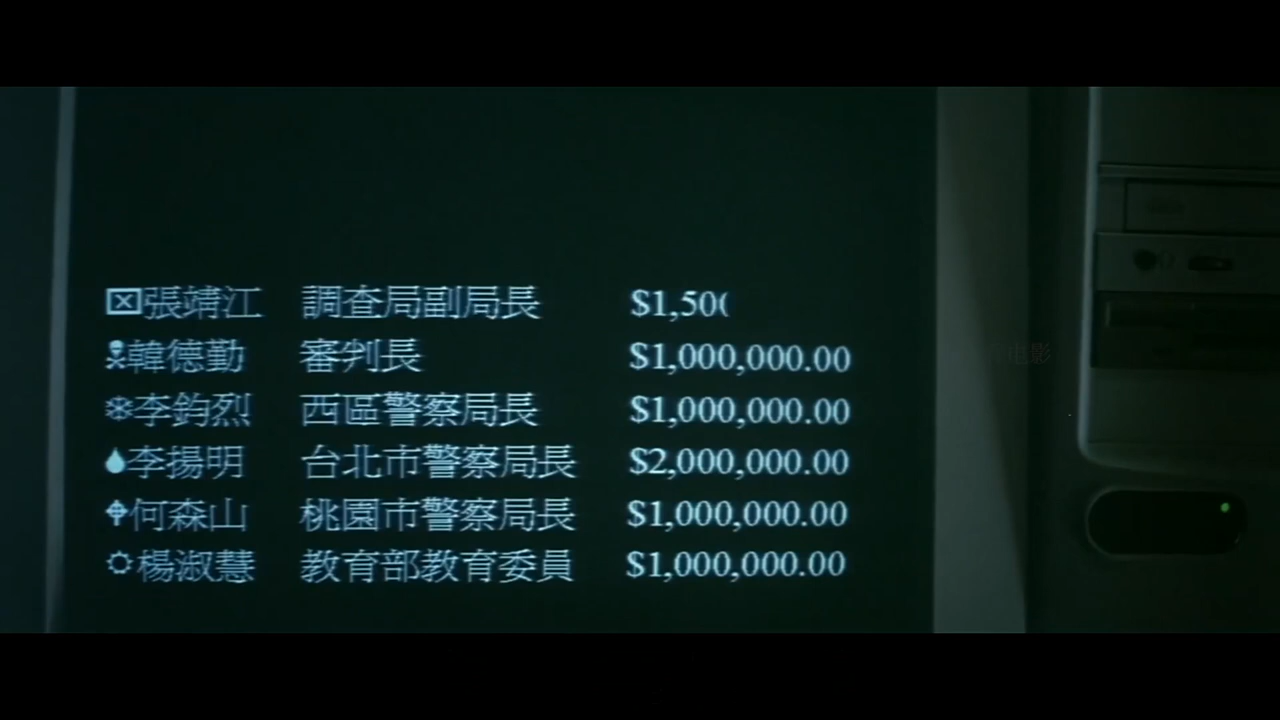 張靖江 調查局副局長 $1,50
韓德勤 審判長 $1,000,000.00
李鈞烈 西區警察局長 $1,000,000.00
李揚明 台北市警察局長 $2,000,000.00
何森山 桃園市警察局長 $1,000,000.00
楊淑慧 教育部教育委員 $1,000,000.00